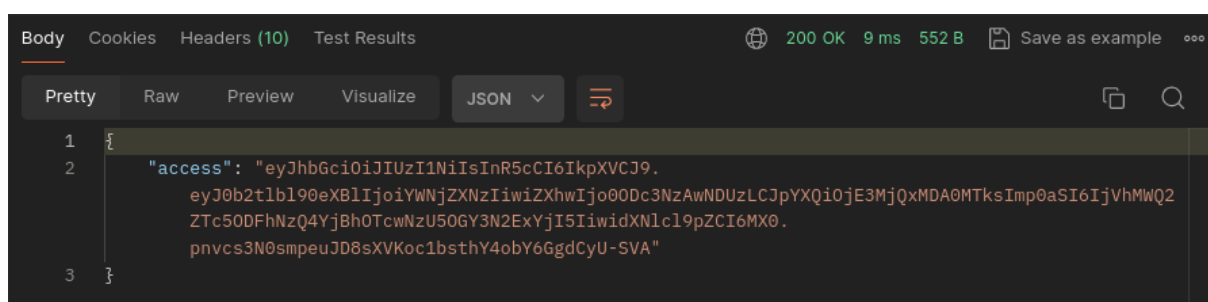 Body Cookies Headers (10) Test Results 200 OK 9 ms 552 B Save as example
Pretty Raw Preview Visualize JSON
1 {
2 "access": "eyJhbGciOiJIUzI1NiIsInR5cCI6IkpXVCJ9.
eyJ0b2tlbl90eXBlIjoiYWNjZXNzIiwiZXhwIjo0ODc3NzAwNDUzLCJpYXQiOjE3MjQxMDA0MTksImp0aSI6IjVhMWQ2
ZTc5ODFhNzQ4YjBhOTcwNzU5OGY3N2ExYjI5IiwidXNlcl9pZCI6MX0.
pnvcs3N0smpeuJD8sXVKoc1bsthY4obY6GgdCyU-SVA"
3 }